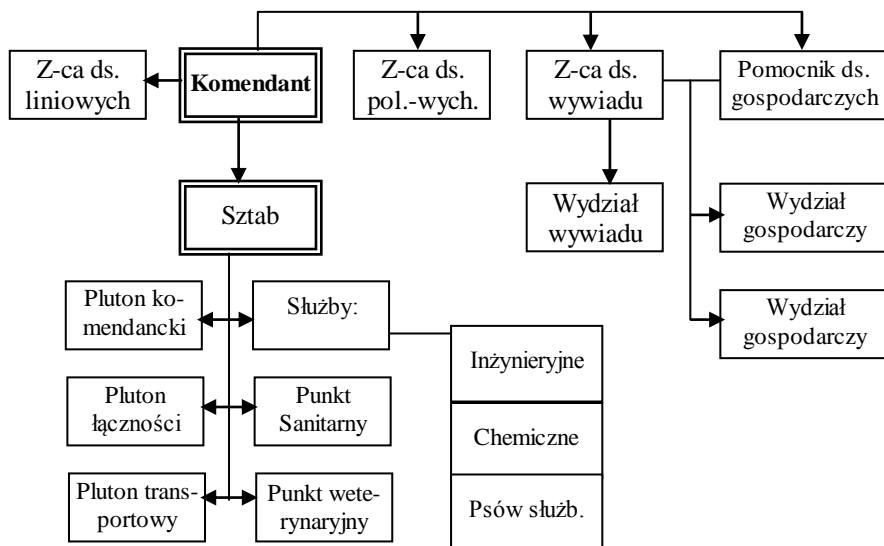 Z-ca ds.
liniowych
Komendant
Z-ca ds.
pol.-wych.
Z-ca ds.
wywiadu
Pomocnik ds.
gospodarczych
Sztab
Wydział
wywiadu
Wydział
gospodarczy
Pluton ko-
mendancki
Służby:
Wydział
gospodarczy
Inżynieryjne
Pluton
łączności
Punkt
Sanitarny
Chemiczne
Pluton trans-
portowy
Punkt wete-
rynaryjny
Psów służb.